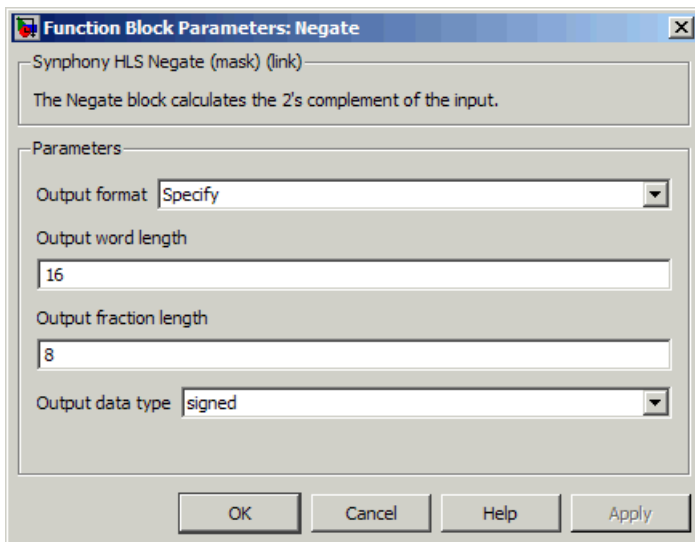 Function Block Parameters: Negate
Synphony HLS Negate (mask) (link)
The Negate block calculates the 2's complement of the input.
Parameters
Output format Specify
Output word length
16
Output fraction length
8
Output data type signed
OK Cancel Help Apply